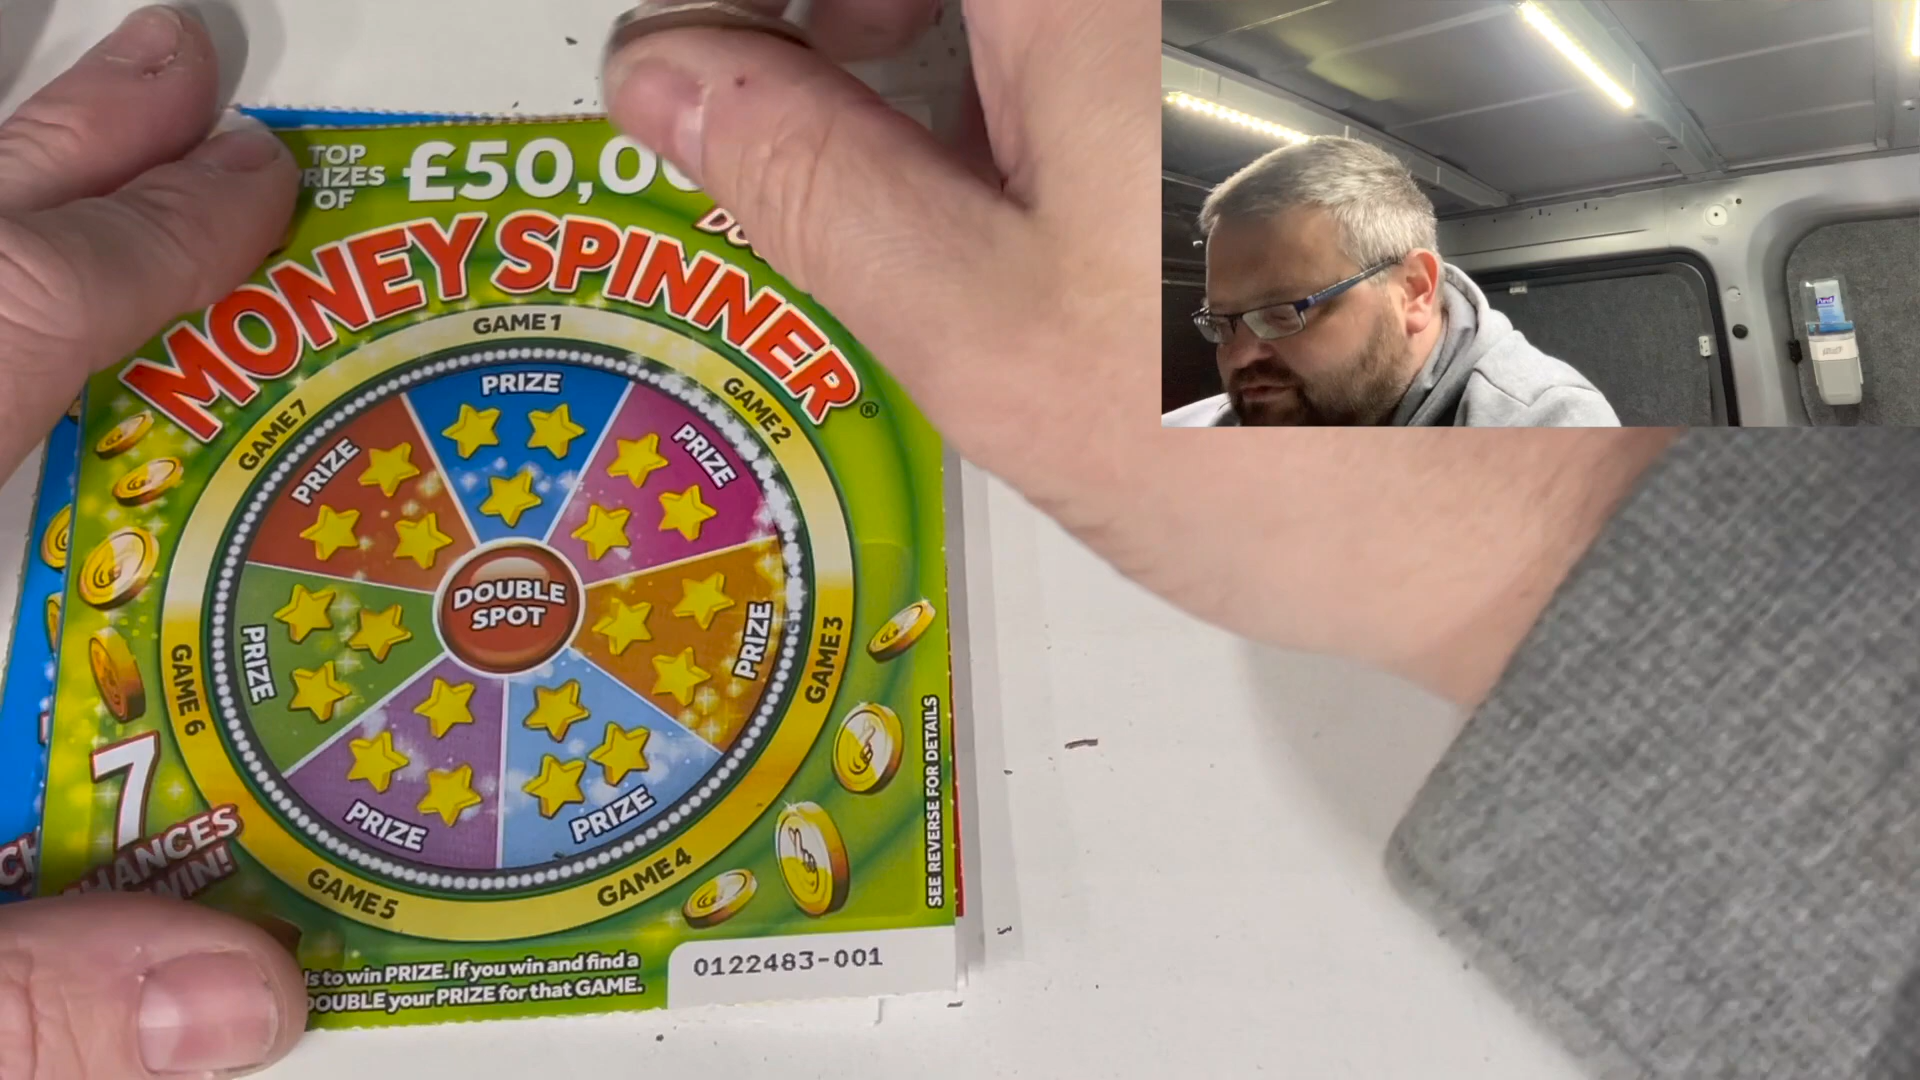 TOP
PRIZES
OF
£50,0
MONEY SPINNER®
GAME 1
GAME 2
GAME 3
GAME 4
GAME 5
GAME 6
GAME 7
PRIZE
PRIZE
PRIZE
PRIZE
PRIZE
PRIZE
PRIZE
DOUBLE
SPOT
7
CHANCES
WIN!
SEE REVERSE FOR DETAILS
to win PRIZE. If you win and find a
DOUBLE your PRIZE for that GAME.
0122483-001